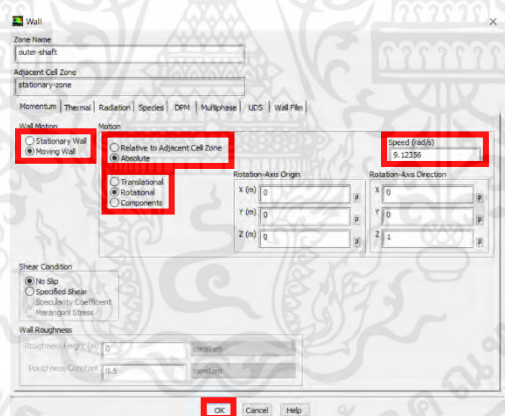 Wall
Zone Name
outer-shaft
Adjacent Cell Zone
stationary-zone
Momentum Thermal Radiation Species DPM Multiphase UDS Wall Film
Wall Motion Motion
Stationary Wall
Moving Wall
Relative to Adjacent Cell Zone
Absolute
Speed (rad/s)
9.12356
Translational
Rotational
Components
Rotation-Axis Origin Rotation-Axis Direction
X (m) 0 P X 0 P
Y (m) 0 P Y 0 P
Z (m) 0 P Z 1 P
Shear Condition
No Slip
Specified Shear
Specularity Coefficient
Marangoni Stress
Wall Roughness
Roughness Height (m) 0 constant
Roughness Constant 0.5 constant
OK Cancel Help